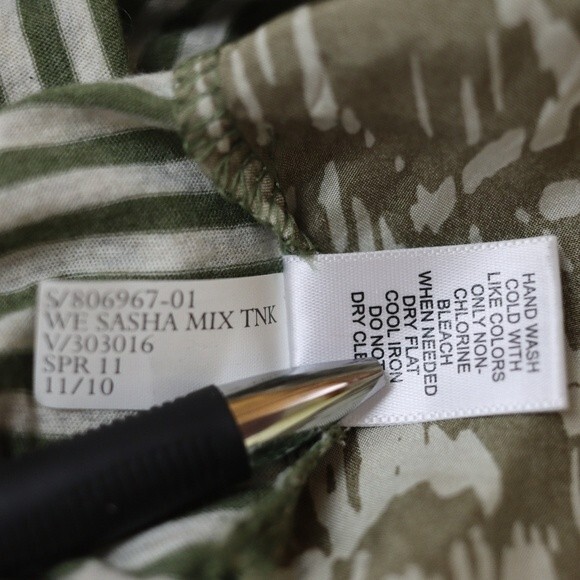 S/806967-01
WE SASHA MIX TNK
V/303016
SPR 11
11/10
HAND WASH
COLD WITH
LIKE COLORS
ONLY NON-
CHLORINE
BLEACH
WHEN NEEDED
DRY FLAT
COOL IRON
DO NOT
DRY